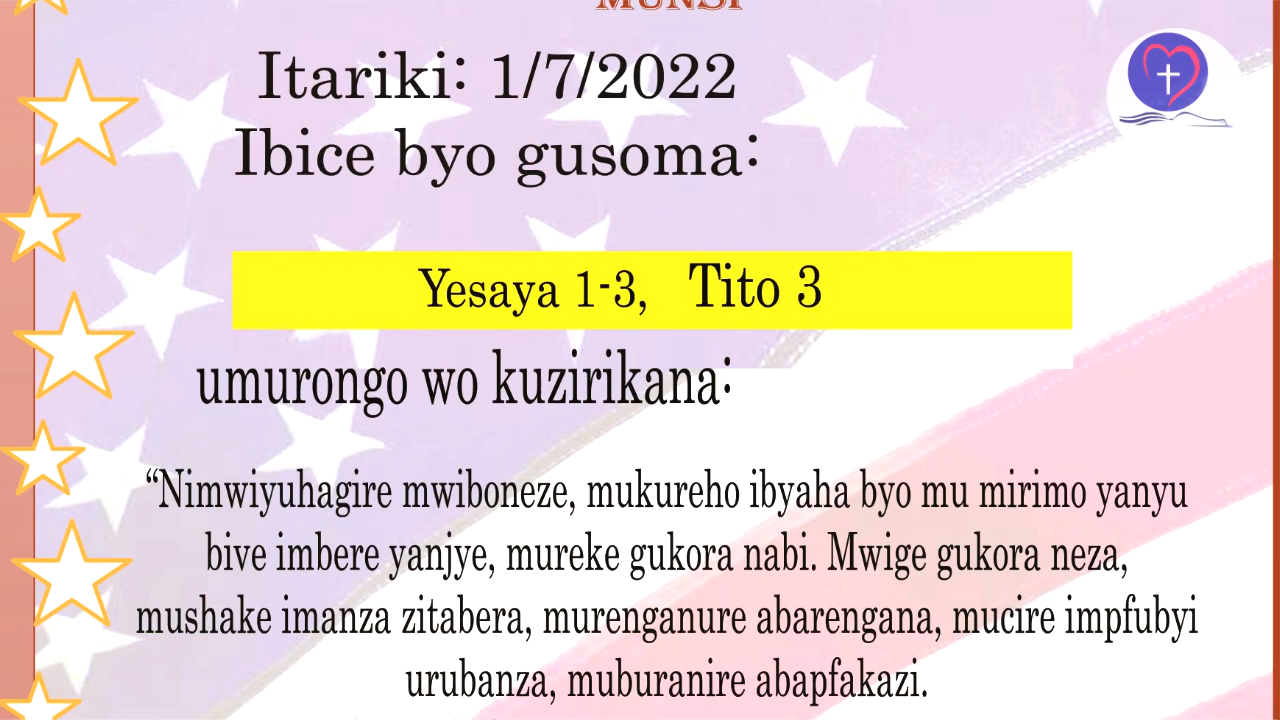 MUNSI
Itariki: 1/7/2022
Ibice byo gusoma:
Yesaya 1-3, Tito 3
umurongo wo kuzirikana:
“Nimwiyuhagire mwiboneze, mukureho ibyaha byo mu mirimo yanyu
bive imbere yanjye, mureke gukora nabi. Mwige gukora neza,
mushake imanza zitabera, murenganure abarengana, mucire impfubyi
urubanza, muburanire abapfakazi.